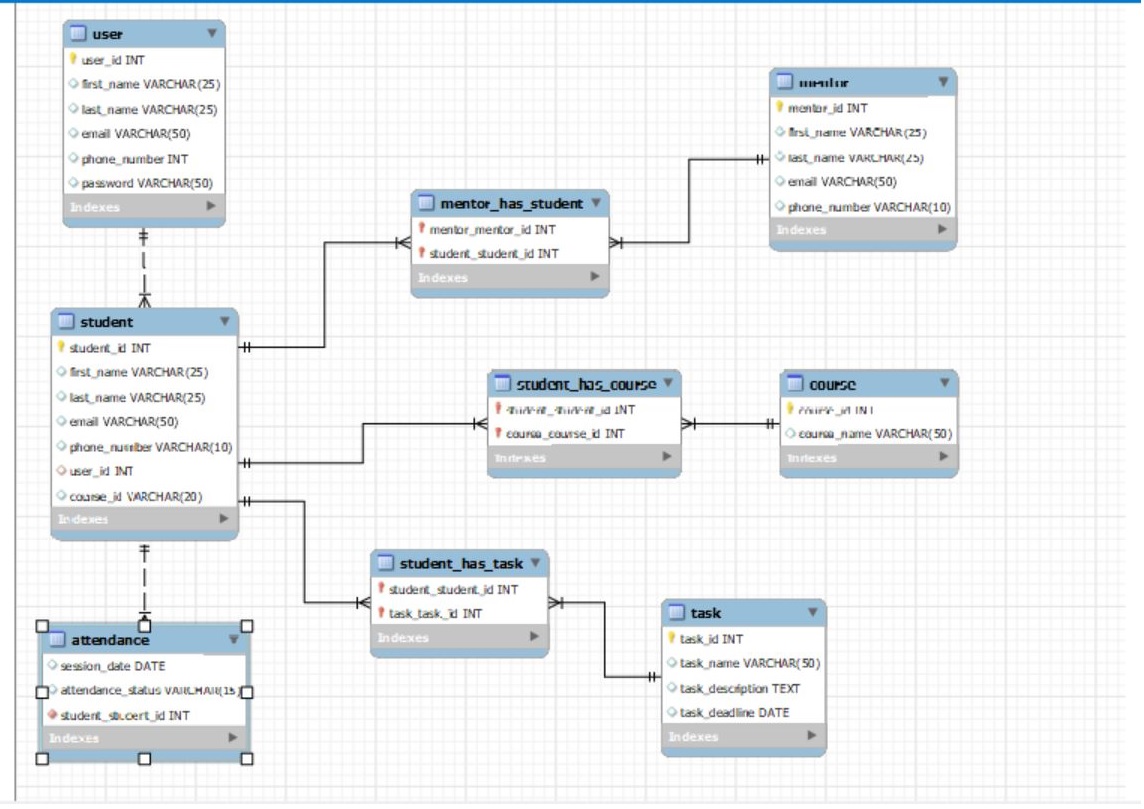 user
user_id INT
first_name VARCHAR(25)
last_name VARCHAR(25)
email VARCHAR(50)
phone_number INT
password VARCHAR(50)
Indexes
mentor
mentor_id INT
first_name VARCHAR(25)
last_name VARCHAR(25)
email VARCHAR(50)
phone_number VARCHAR(10)
Indexes
mentor_has_student
mentor_mentor_id INT
student_student_id INT
Indexes
student
student_id INT
first_name VARCHAR(25)
last_name VARCHAR(25)
email VARCHAR(50)
phone_number VARCHAR(10)
user_id INT
course_id VARCHAR(20)
Indexes
student_has_course
student_student_id INT
course_course_id INT
Indexes
course
course_id INT
course_name VARCHAR(50)
Indexes
student_has_task
student_student_id INT
task_task_id INT
Indexes
task
task_id INT
task_name VARCHAR(50)
task_description TEXT
task_deadline DATE
Indexes
attendance
session_date DATE
attendance_status VARCHAR(15)
student_student_id INT
Indexes